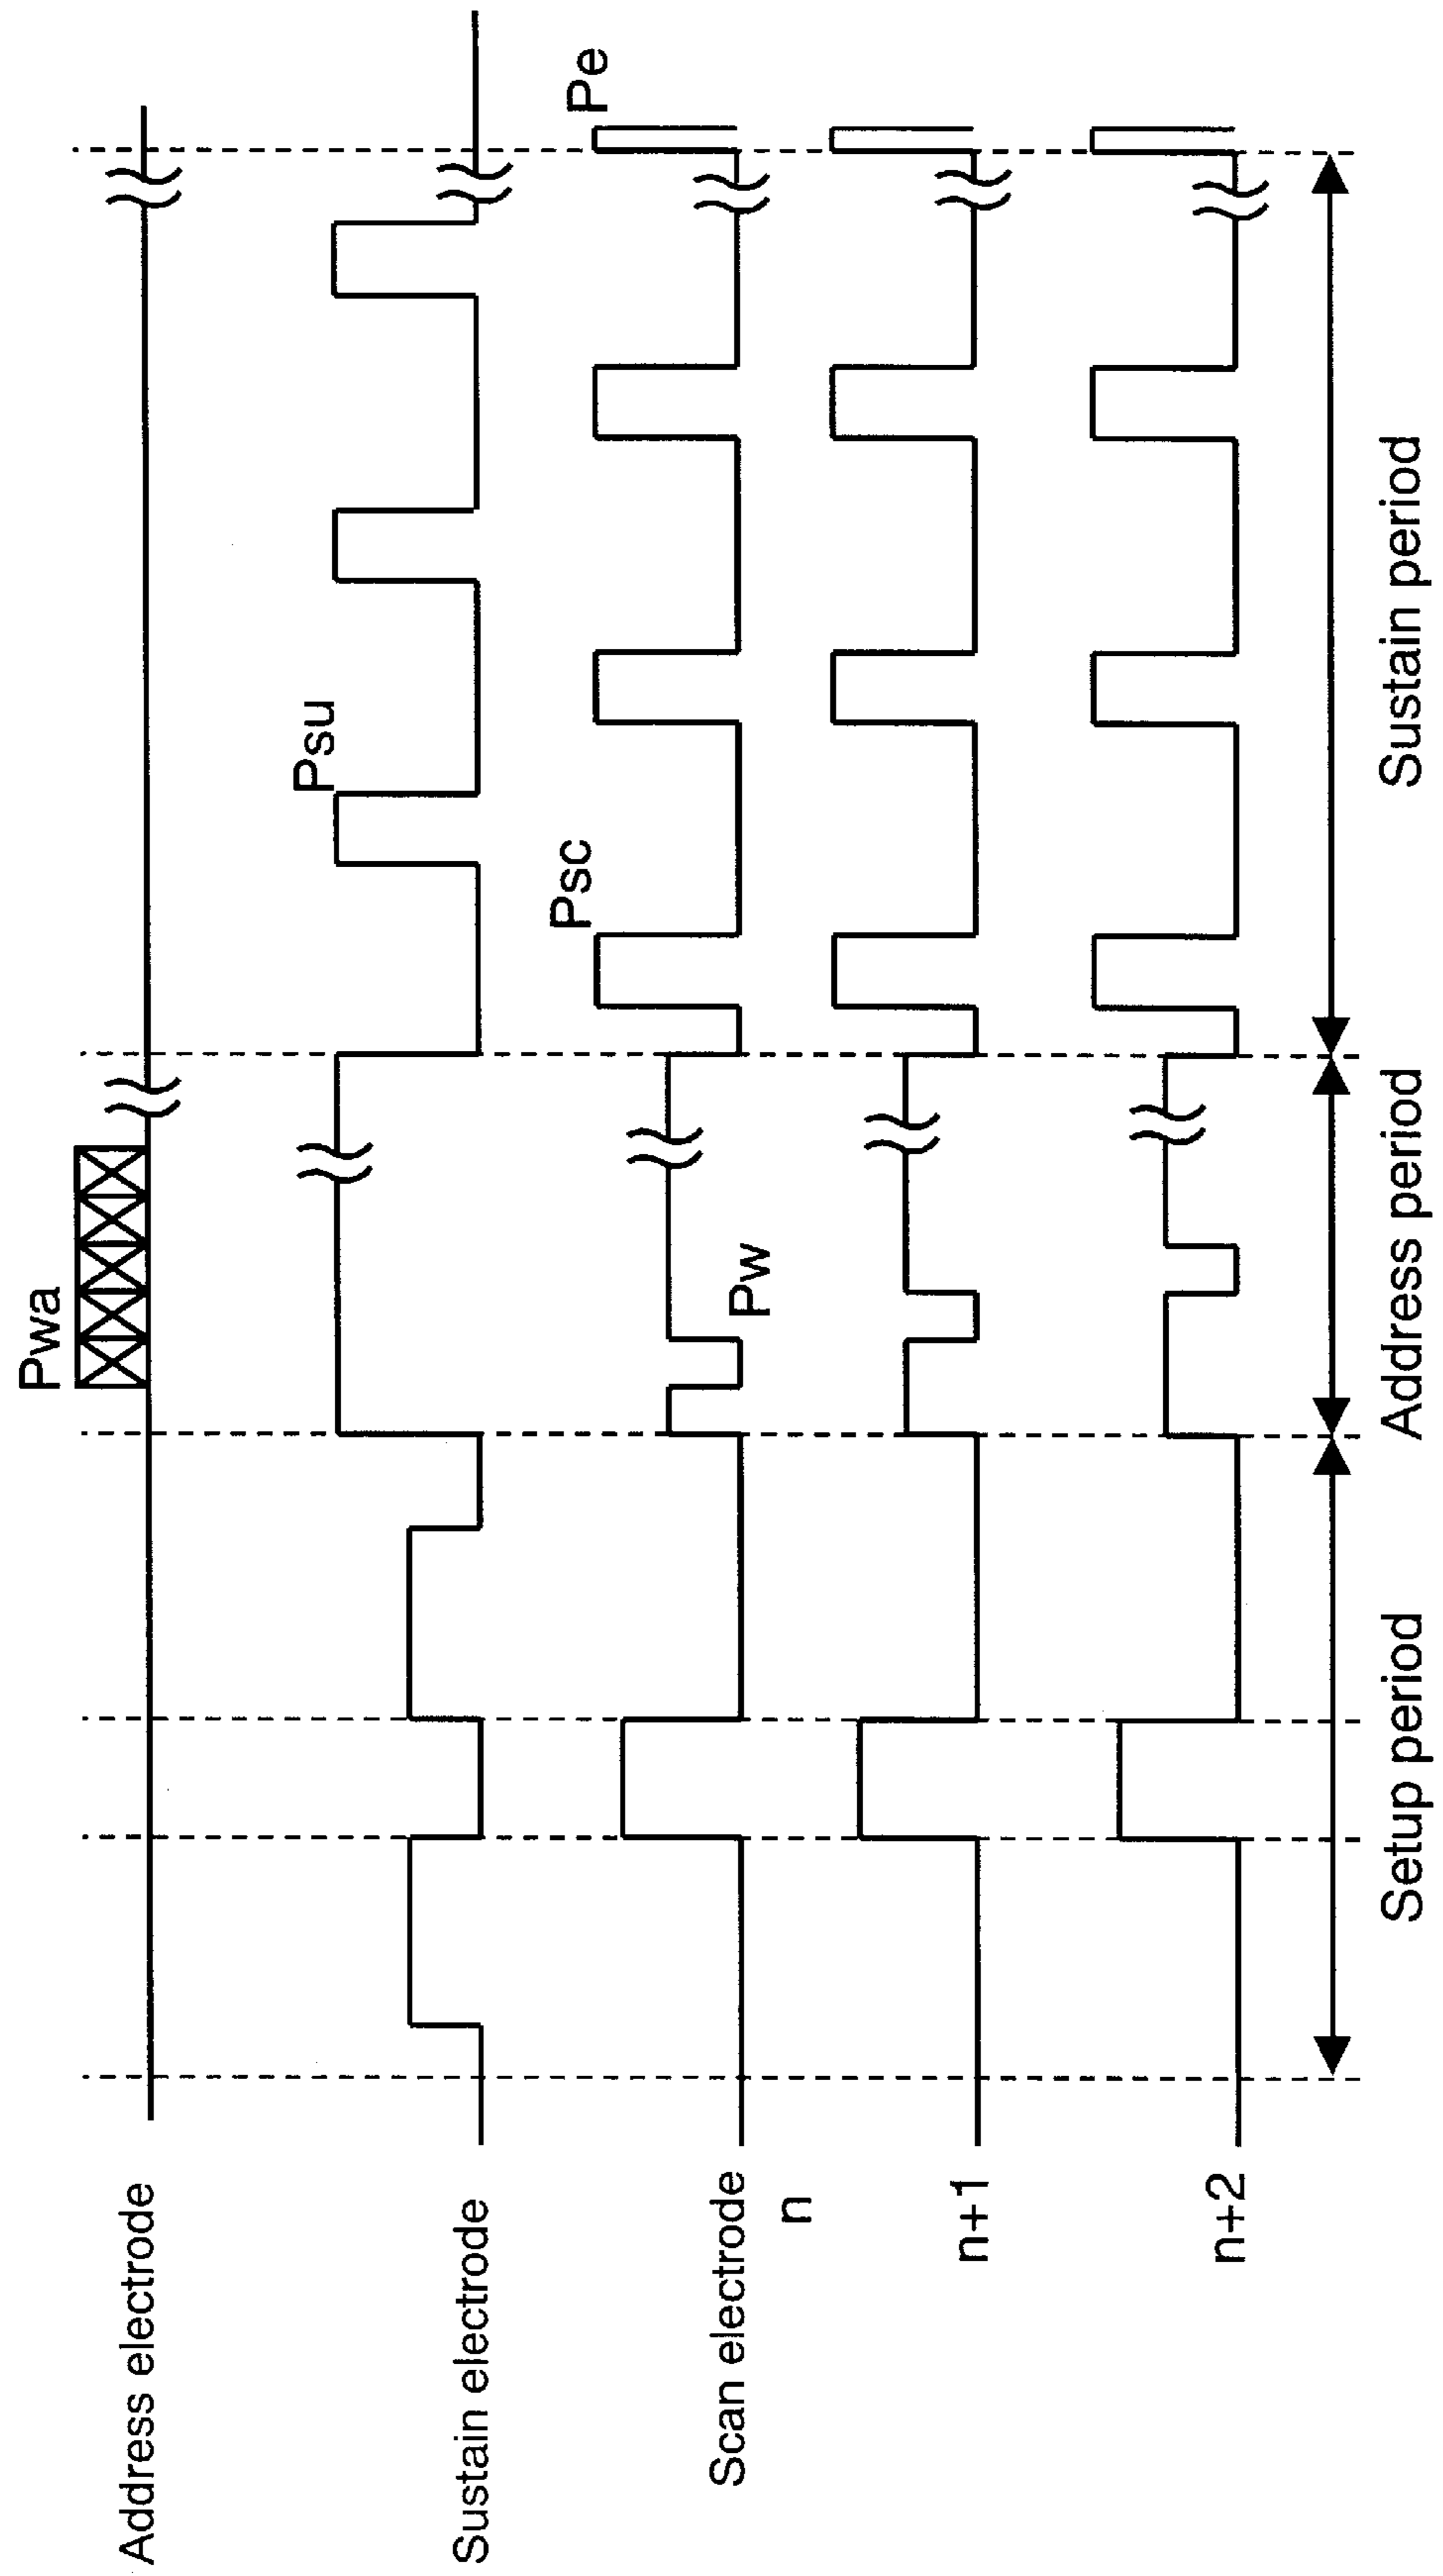 Address electrode
Pwa
Sustain electrode
Psu
Scan electrode
n
Pw
Psc
Pe
n+1
n+2
Setup period
Address period
Sustain period